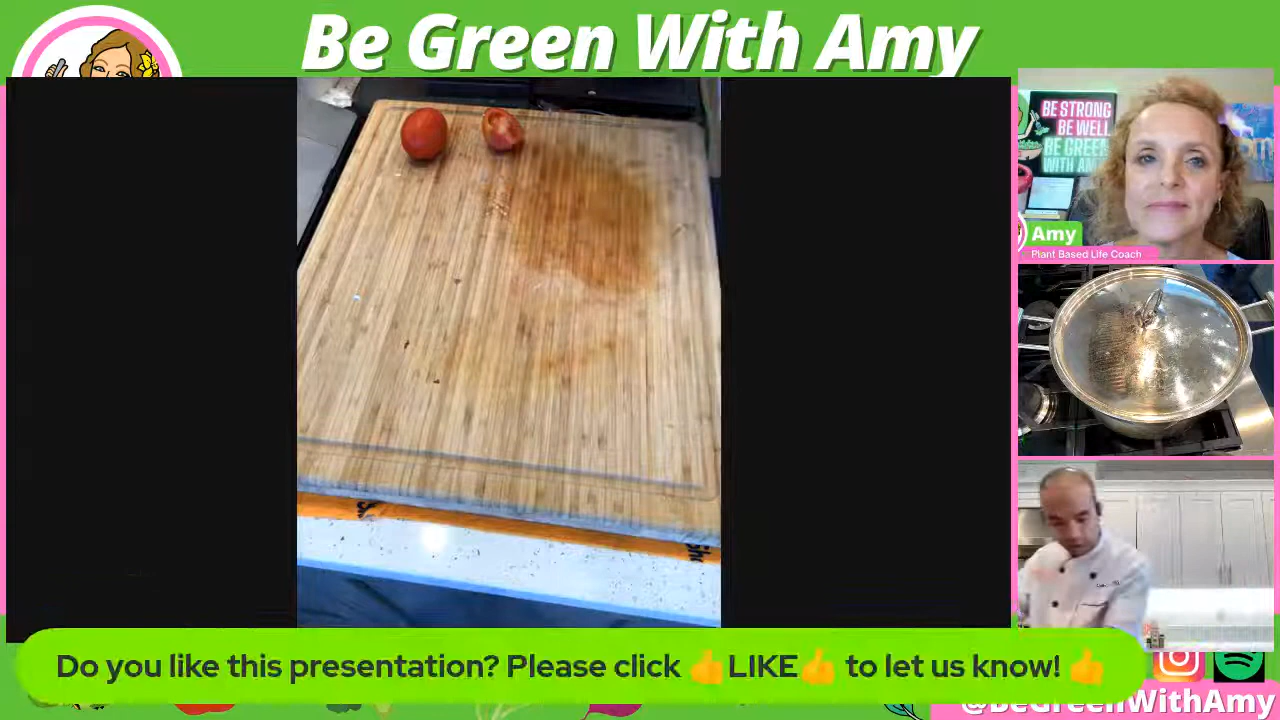 Be Green With Amy
BE STRONG
BE WELL
BE GREEN
WITH AM
Amy
Plant Based Life Coach
Do you like this presentation? Please click 👍LIKE👍 to let us know! 👍
@BeGreenWithAmy